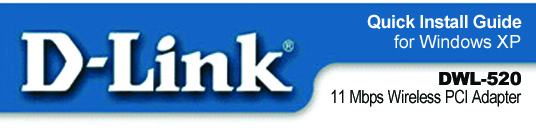 D-Link®
Quick Install Guide
for Windows XP
DWL-520
11 Mbps Wireless PCI Adapter